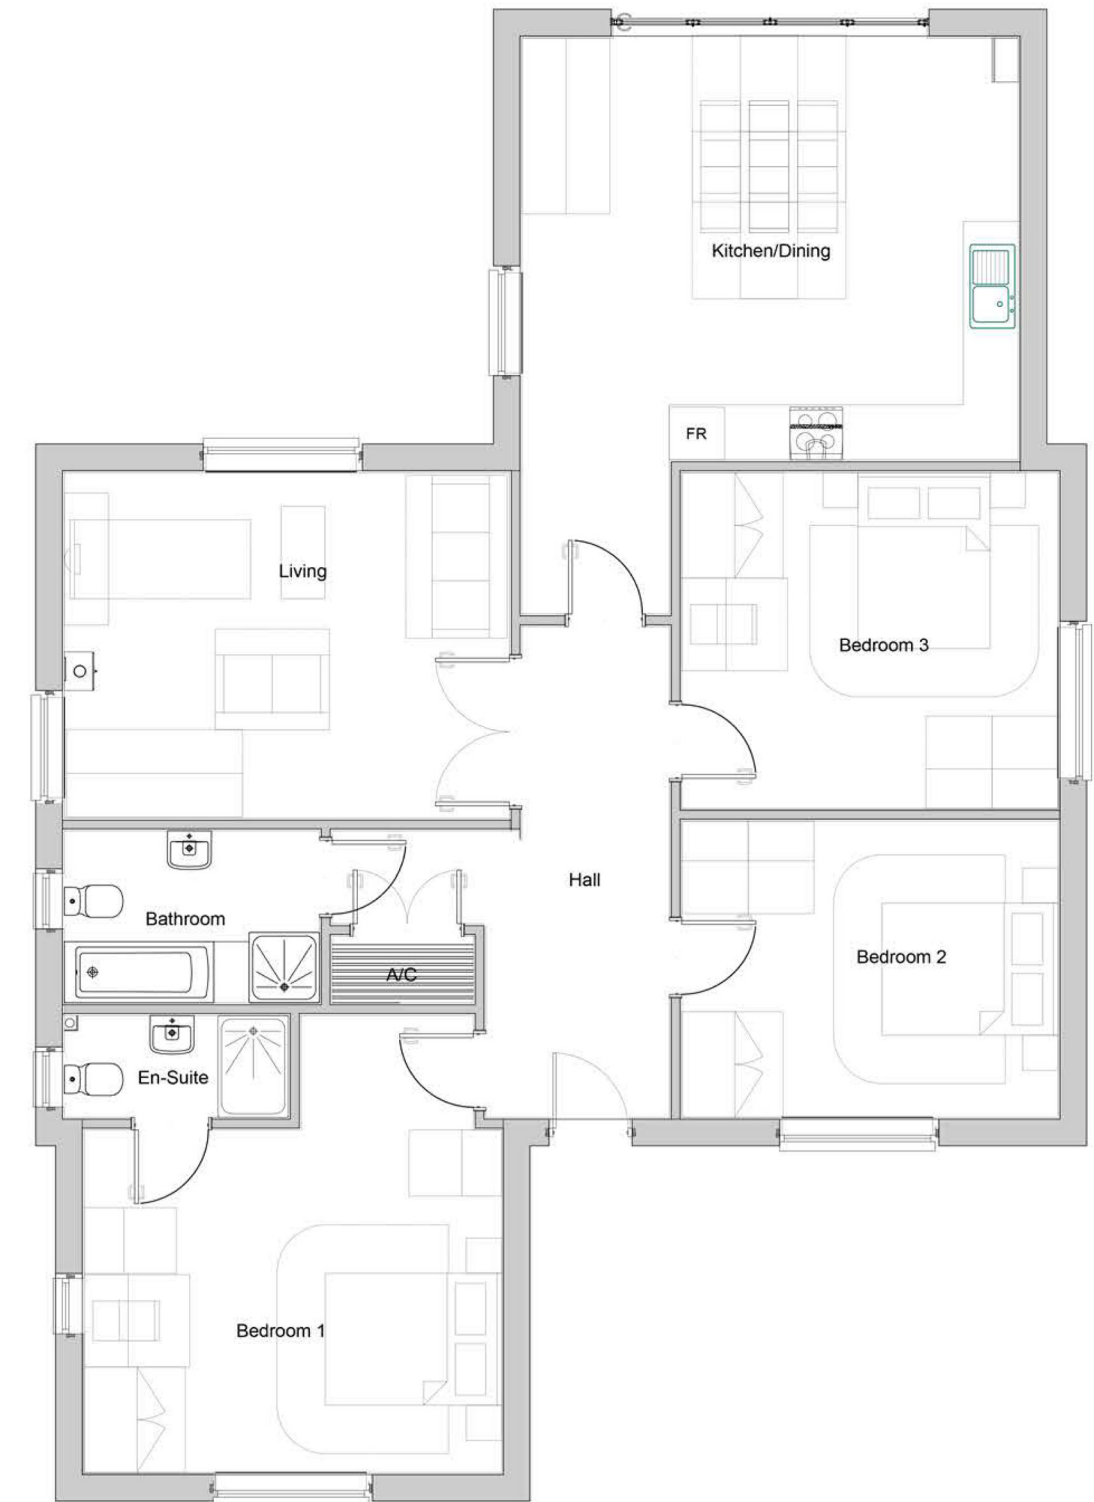 Kitchen/Dining
FR
Living
Bedroom 3
Hall
Bathroom
Bedroom 2
A/C
En-Suite
Bedroom 1